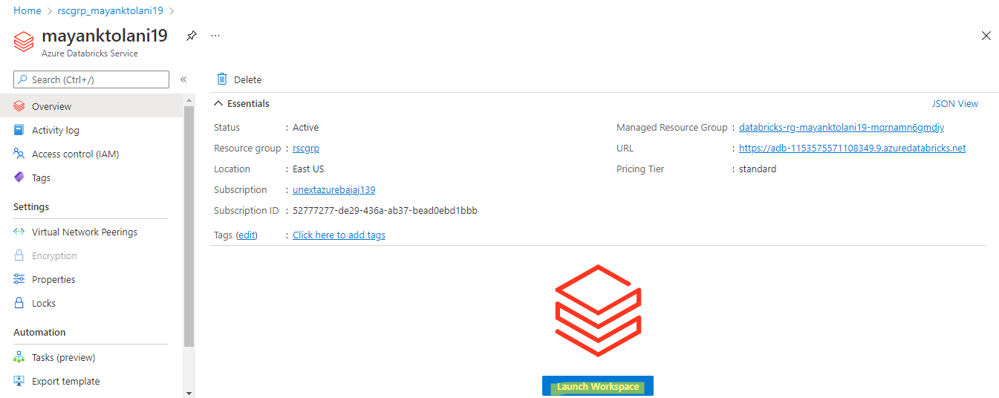 Home > rscgrp_mayanktolani19 >
mayanktolani19 ...
Azure Databricks Service
Search (Ctrl+/) «
Overview
Activity log
Access control (IAM)
Tags
Settings
Virtual Network Peerings
Encryption
Properties
Locks
Automation
Tasks (preview)
Export template
Delete
Essentials
JSON View
Status : Active
Resource group : rscgrp
Location : East US
Subscription : unextazurebajaj139
Subscription ID : 52777277-de29-436a-ab37-bead0ebd1bbb
Tags (edit) : Click here to add tags
Managed Resource Group : databricks-rg-mayanktolani19-mqrnamn6gmdjy
URL : https://adb-1153575571108349.9.azuredatabricks.net
Pricing Tier : standard
Launch Workspace